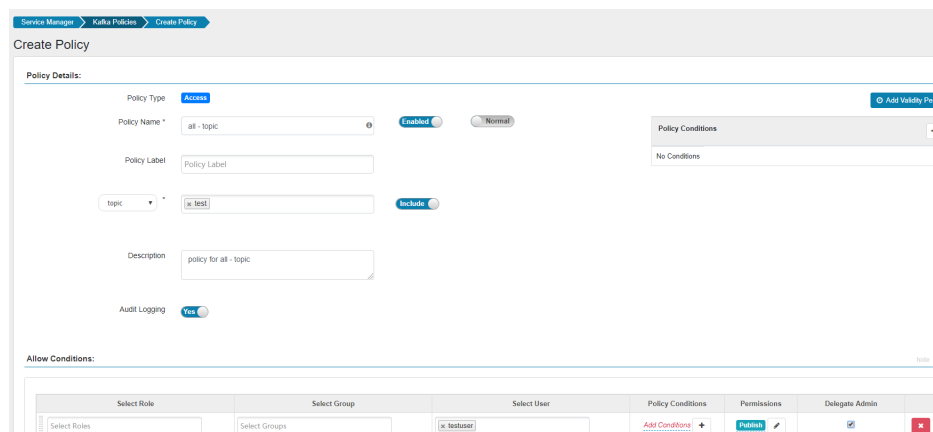 Service Manager Kafka Policies Create Policy
Create Policy
Policy Details:
Policy Type Access
Add Validity Pe
Policy Name * all - topic Enabled Normal
Policy Conditions
No Conditions
Policy Label Policy Label
topic * test Include
Description policy for all - topic
Audit Logging Yes
Allow Conditions:
Select Role Select Group Select User Policy Conditions Permissions Delegate Admin
Select Roles Select Groups testuser Add Conditions + Publish